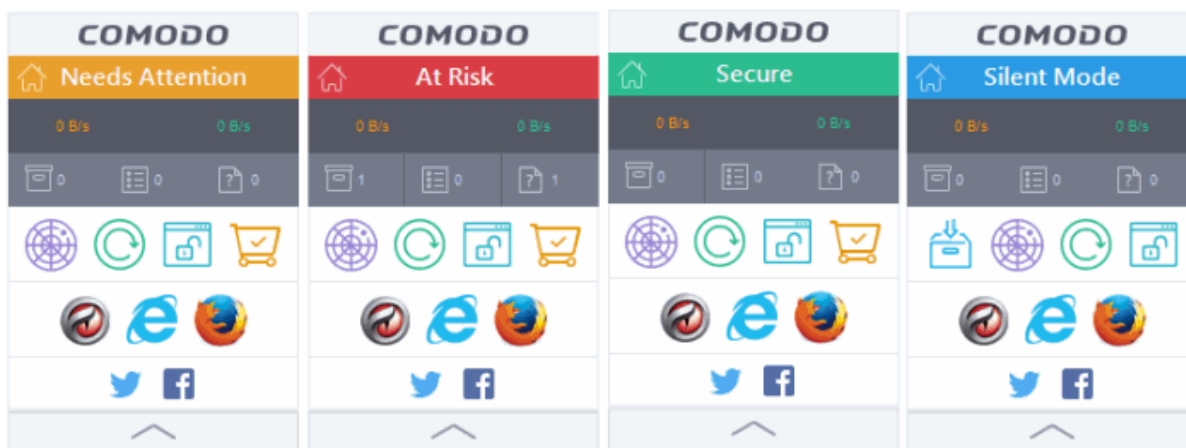 COMODO
Needs Attention
0 B/s 0 B/s
0 0 ? 0
COMODO
At Risk
0 B/s 0 B/s
1 0 ? 1
COMODO
Secure
0 B/s 0 B/s
0 0 ? 0
COMODO
Silent Mode
0 B/s 0 B/s
0 0 ? 0